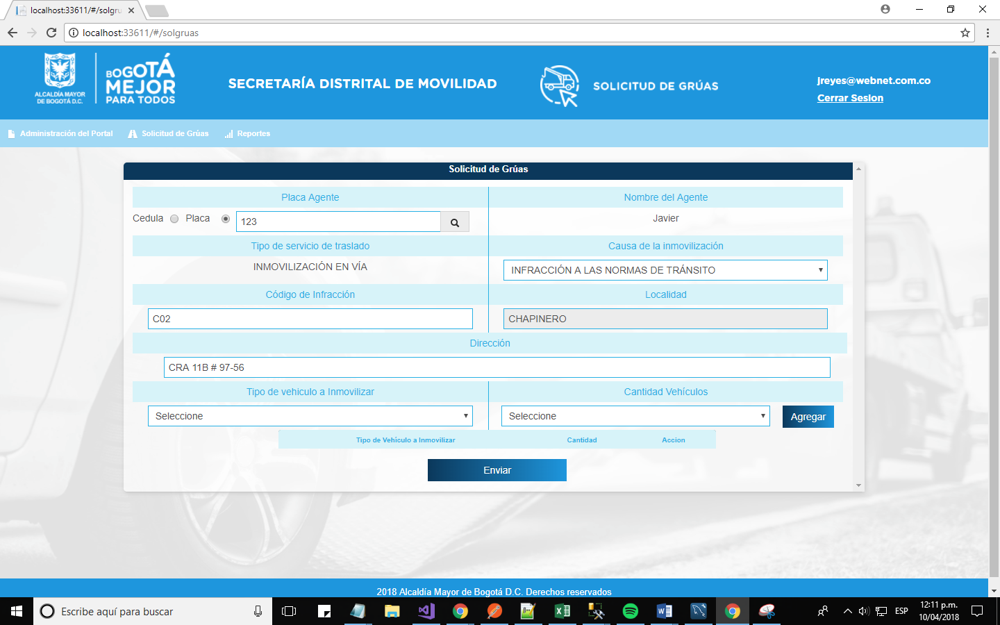 localhost:33611/#/solgru
localhost:33611/#/solgruas
ALCALDÍA MAYOR
DE BOGOTÁ D.C.
BOGOTÁ
MEJOR
PARA TODOS
SECRETARÍA DISTRITAL DE MOVILIDAD
SOLICITUD DE GRÚAS
jreyes@webnet.com.co
Cerrar Sesion
Administración del Portal
Solicitud de Grúas
Reportes
Solicitud de Grúas
Placa Agente
Nombre del Agente
Cedula
Placa
123
Javier
Tipo de servicio de traslado
Causa de la inmovilización
INMOVILIZACIÓN EN VÍA
INFRACCIÓN A LAS NORMAS DE TRÁNSITO
Código de Infracción
Localidad
C02
CHAPINERO
Dirección
CRA 11B # 97-56
Tipo de vehiculo a Inmovilizar
Cantidad Vehículos
Seleccione
Seleccione
Agregar
Tipo de Vehículo a Inmovilizar
Cantidad
Accion
Enviar
2018 Alcaldía Mayor de Bogotá D.C. Derechos reservados
Escribe aquí para buscar
ESP
12:11 p.m.
10/04/2018